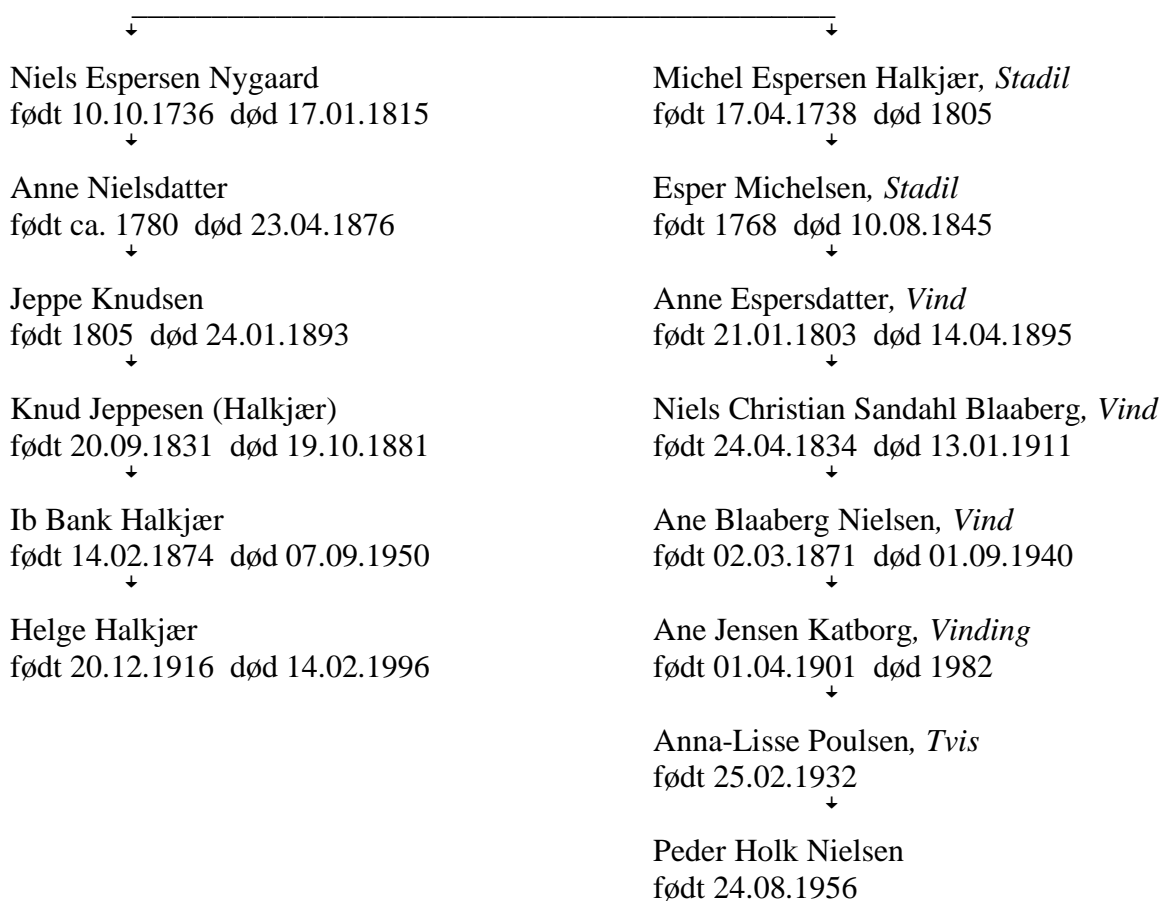 Niels Espersen Nygaard
født 10.10.1736 død 17.01.1815
Anne Nielsdatter
født ca. 1780 død 23.04.1876
Jeppe Knudsen
født 1805 død 24.01.1893
Knud Jeppesen (Halkjær)
født 20.09.1831 død 19.10.1881
Ib Bank Halkjær
født 14.02.1874 død 07.09.1950
Helge Halkjær
født 20.12.1916 død 14.02.1996
Michel Espersen Halkjær, Stadil
født 17.04.1738 død 1805
Esper Michelsen, Stadil
født 1768 død 10.08.1845
Anne Espersdatter, Vind
født 21.01.1803 død 14.04.1895
Niels Christian Sandahl Blaaberg, Vind
født 24.04.1834 død 13.01.1911
Ane Blaaberg Nielsen, Vind
født 02.03.1871 død 01.09.1940
Ane Jensen Katborg, Vinding
født 01.04.1901 død 1982
Anna-Lisse Poulsen, Tvis
født 25.02.1932
Peder Holk Nielsen
født 24.08.1956